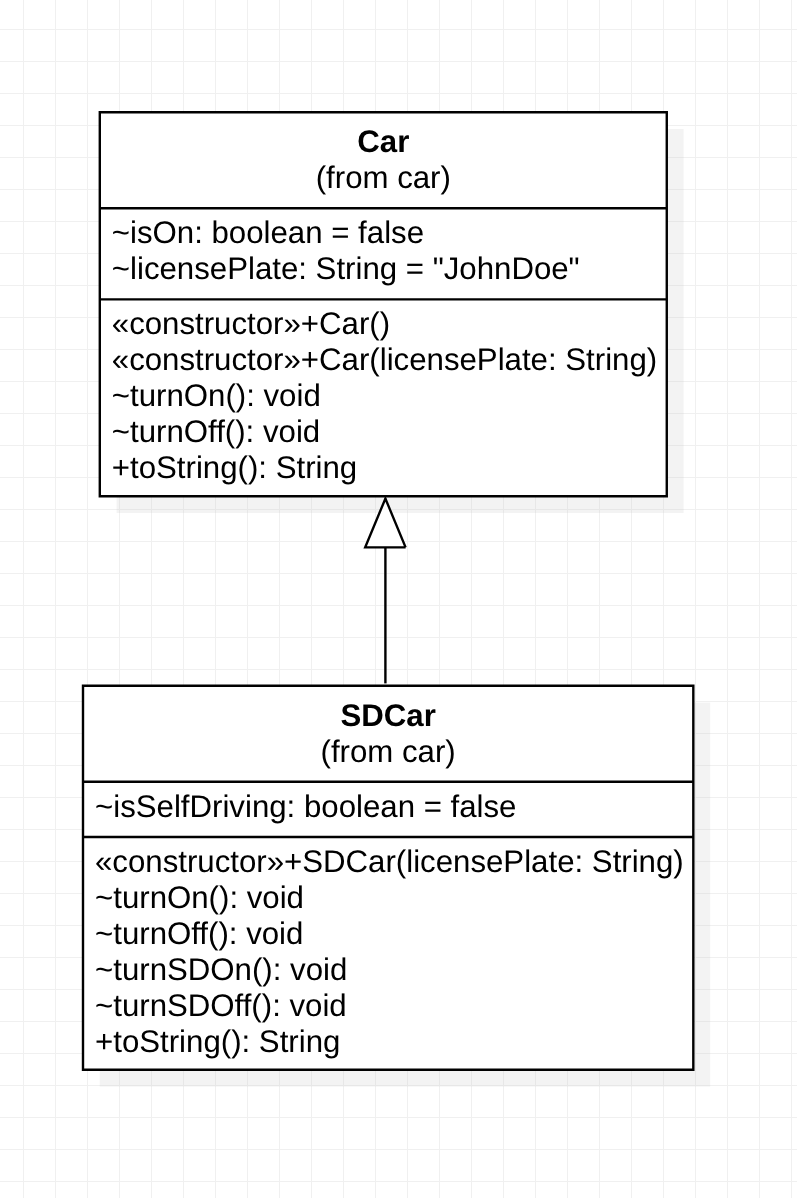 Car
(from car)
~isOn: boolean = false
~licensePlate: String = "JohnDoe"
«constructor»+Car()
«constructor»+Car(licensePlate: String)
~turnOn(): void
~turnOff(): void
+toString(): String
SDCar
(from car)
~isSelfDriving: boolean = false
«constructor»+SDCar(licensePlate: String)
~turnOn(): void
~turnOff(): void
~turnSDOn(): void
~turnSDOff(): void
+toString(): String